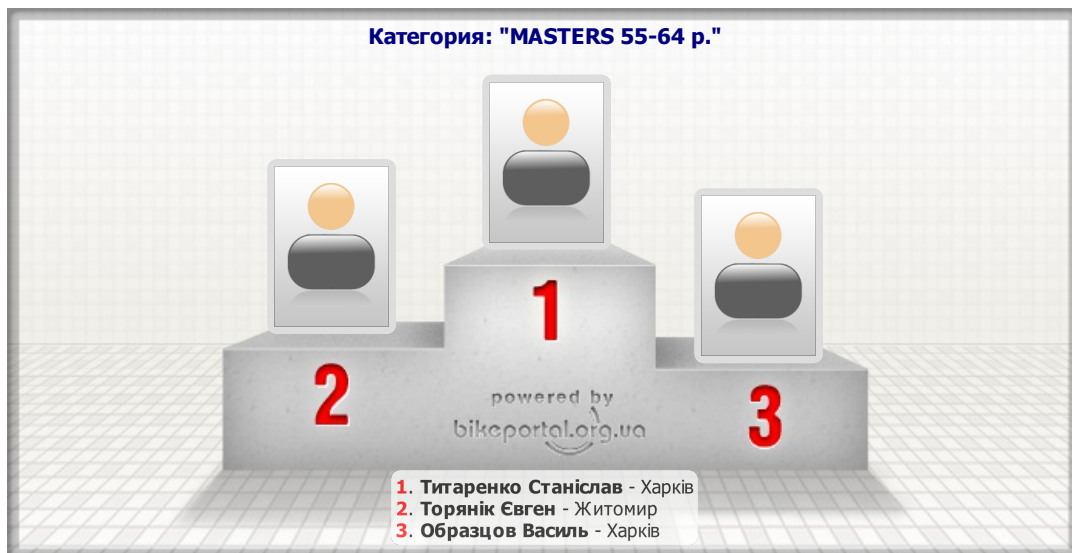 Категория: "MASTERS 55-64 р."
1
2
3
powered by
bikeportal.org.ua
1. Титаренко Станіслав - Харків
2. Торянік Євген - Житомир
3. Образцов Василь - Харків